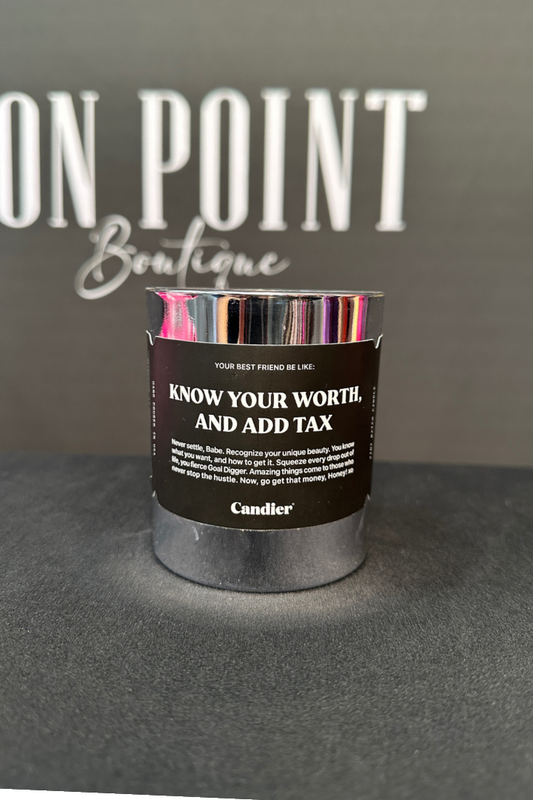 ON POINT
Boutique
YOUR BEST FRIEND BE LIKE:
KNOW YOUR WORTH,
AND ADD TAX
Never settle, Babe. Recognize your unique beauty. You know
what you want, and how to get it. Squeeze every drop out of
life, you fierce Goal Digger. Amazing things come to those who
never stop the hustle. Now, go get that money, Honey! xo
Candier